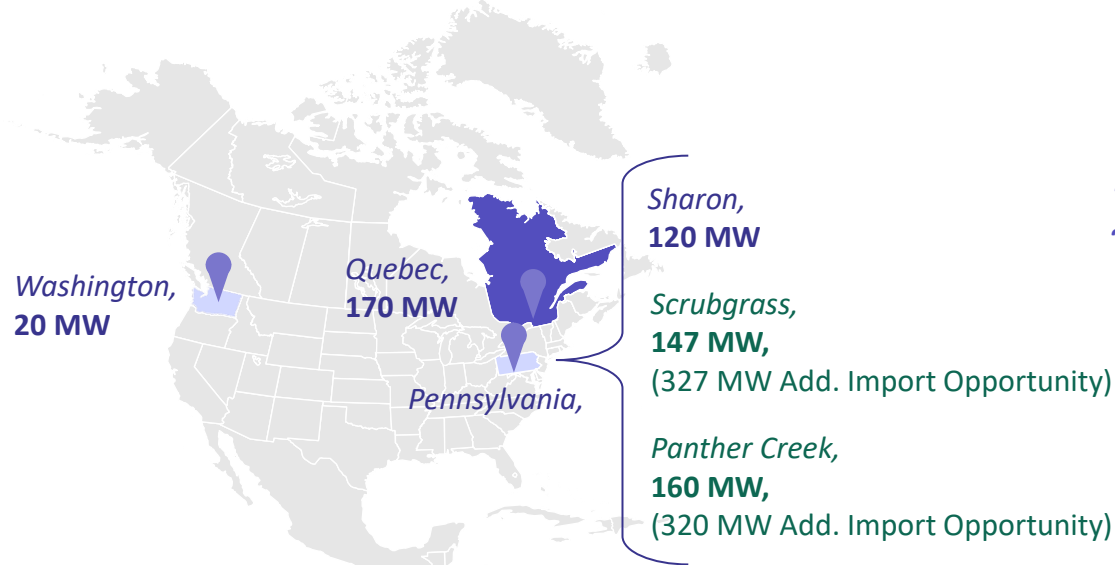 Washington,
20 MW
Quebec,
170 MW
Pennsylvania,
Sharon,
120 MW
Scrubgrass,
147 MW,
(327 MW Add. Import Opportunity)
Panther Creek,
160 MW,
(320 MW Add. Import Opportunity)